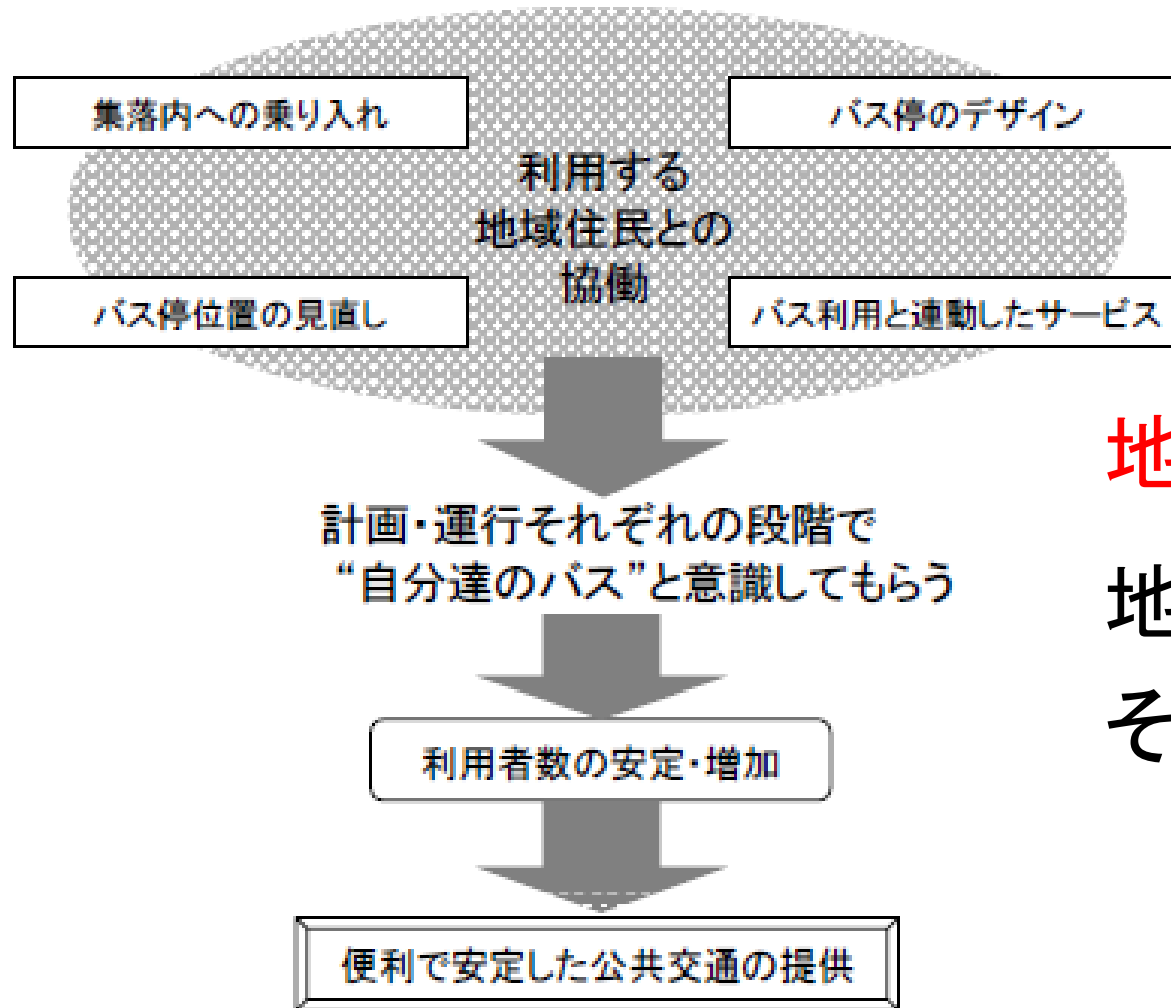 集落内への乗り入れ
バス停のデザイン
利用する
地域住民との
協働
バス停位置の見直し
バス利用と連動したサービス
地
計画・運行それぞれの段階で
“自分達のバス”と意識してもらう
地
そ
利用者数の安定・増加
便利で安定した公共交通の提供